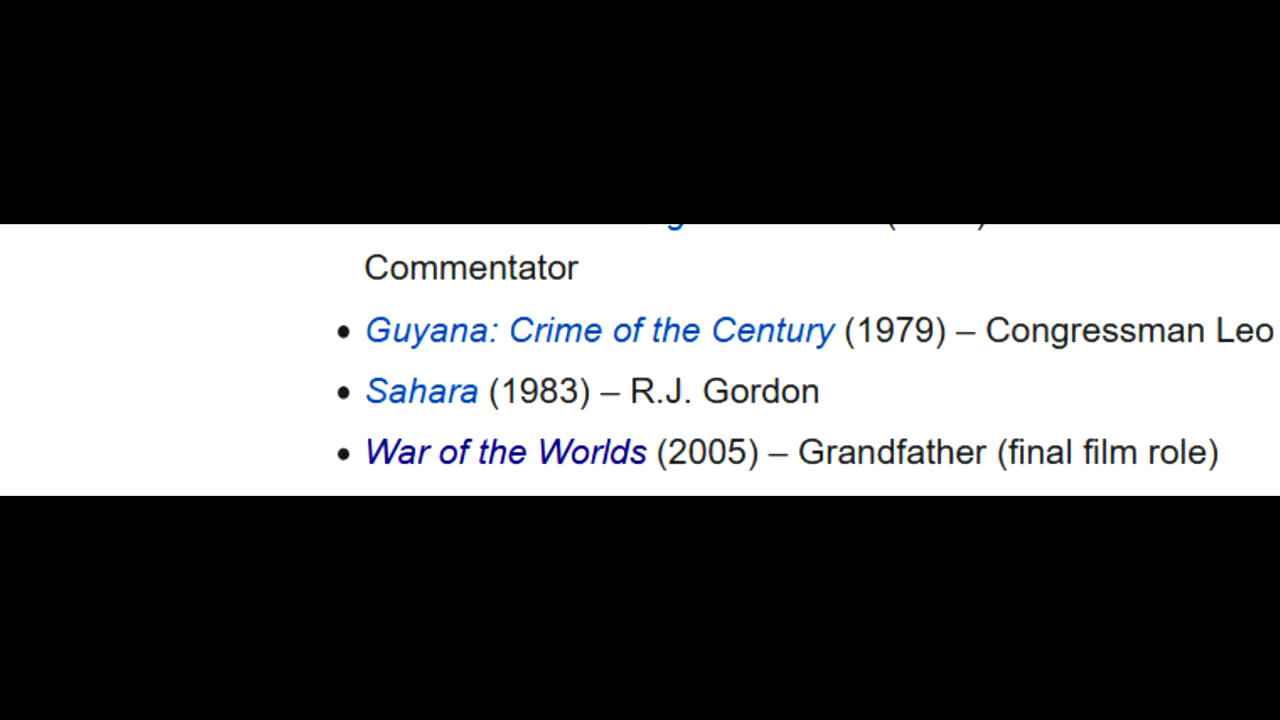 Commentator
• Guyana: Crime of the Century (1979) – Congressman Leo
• Sahara (1983) – R.J. Gordon
• War of the Worlds (2005) – Grandfather (final film role)